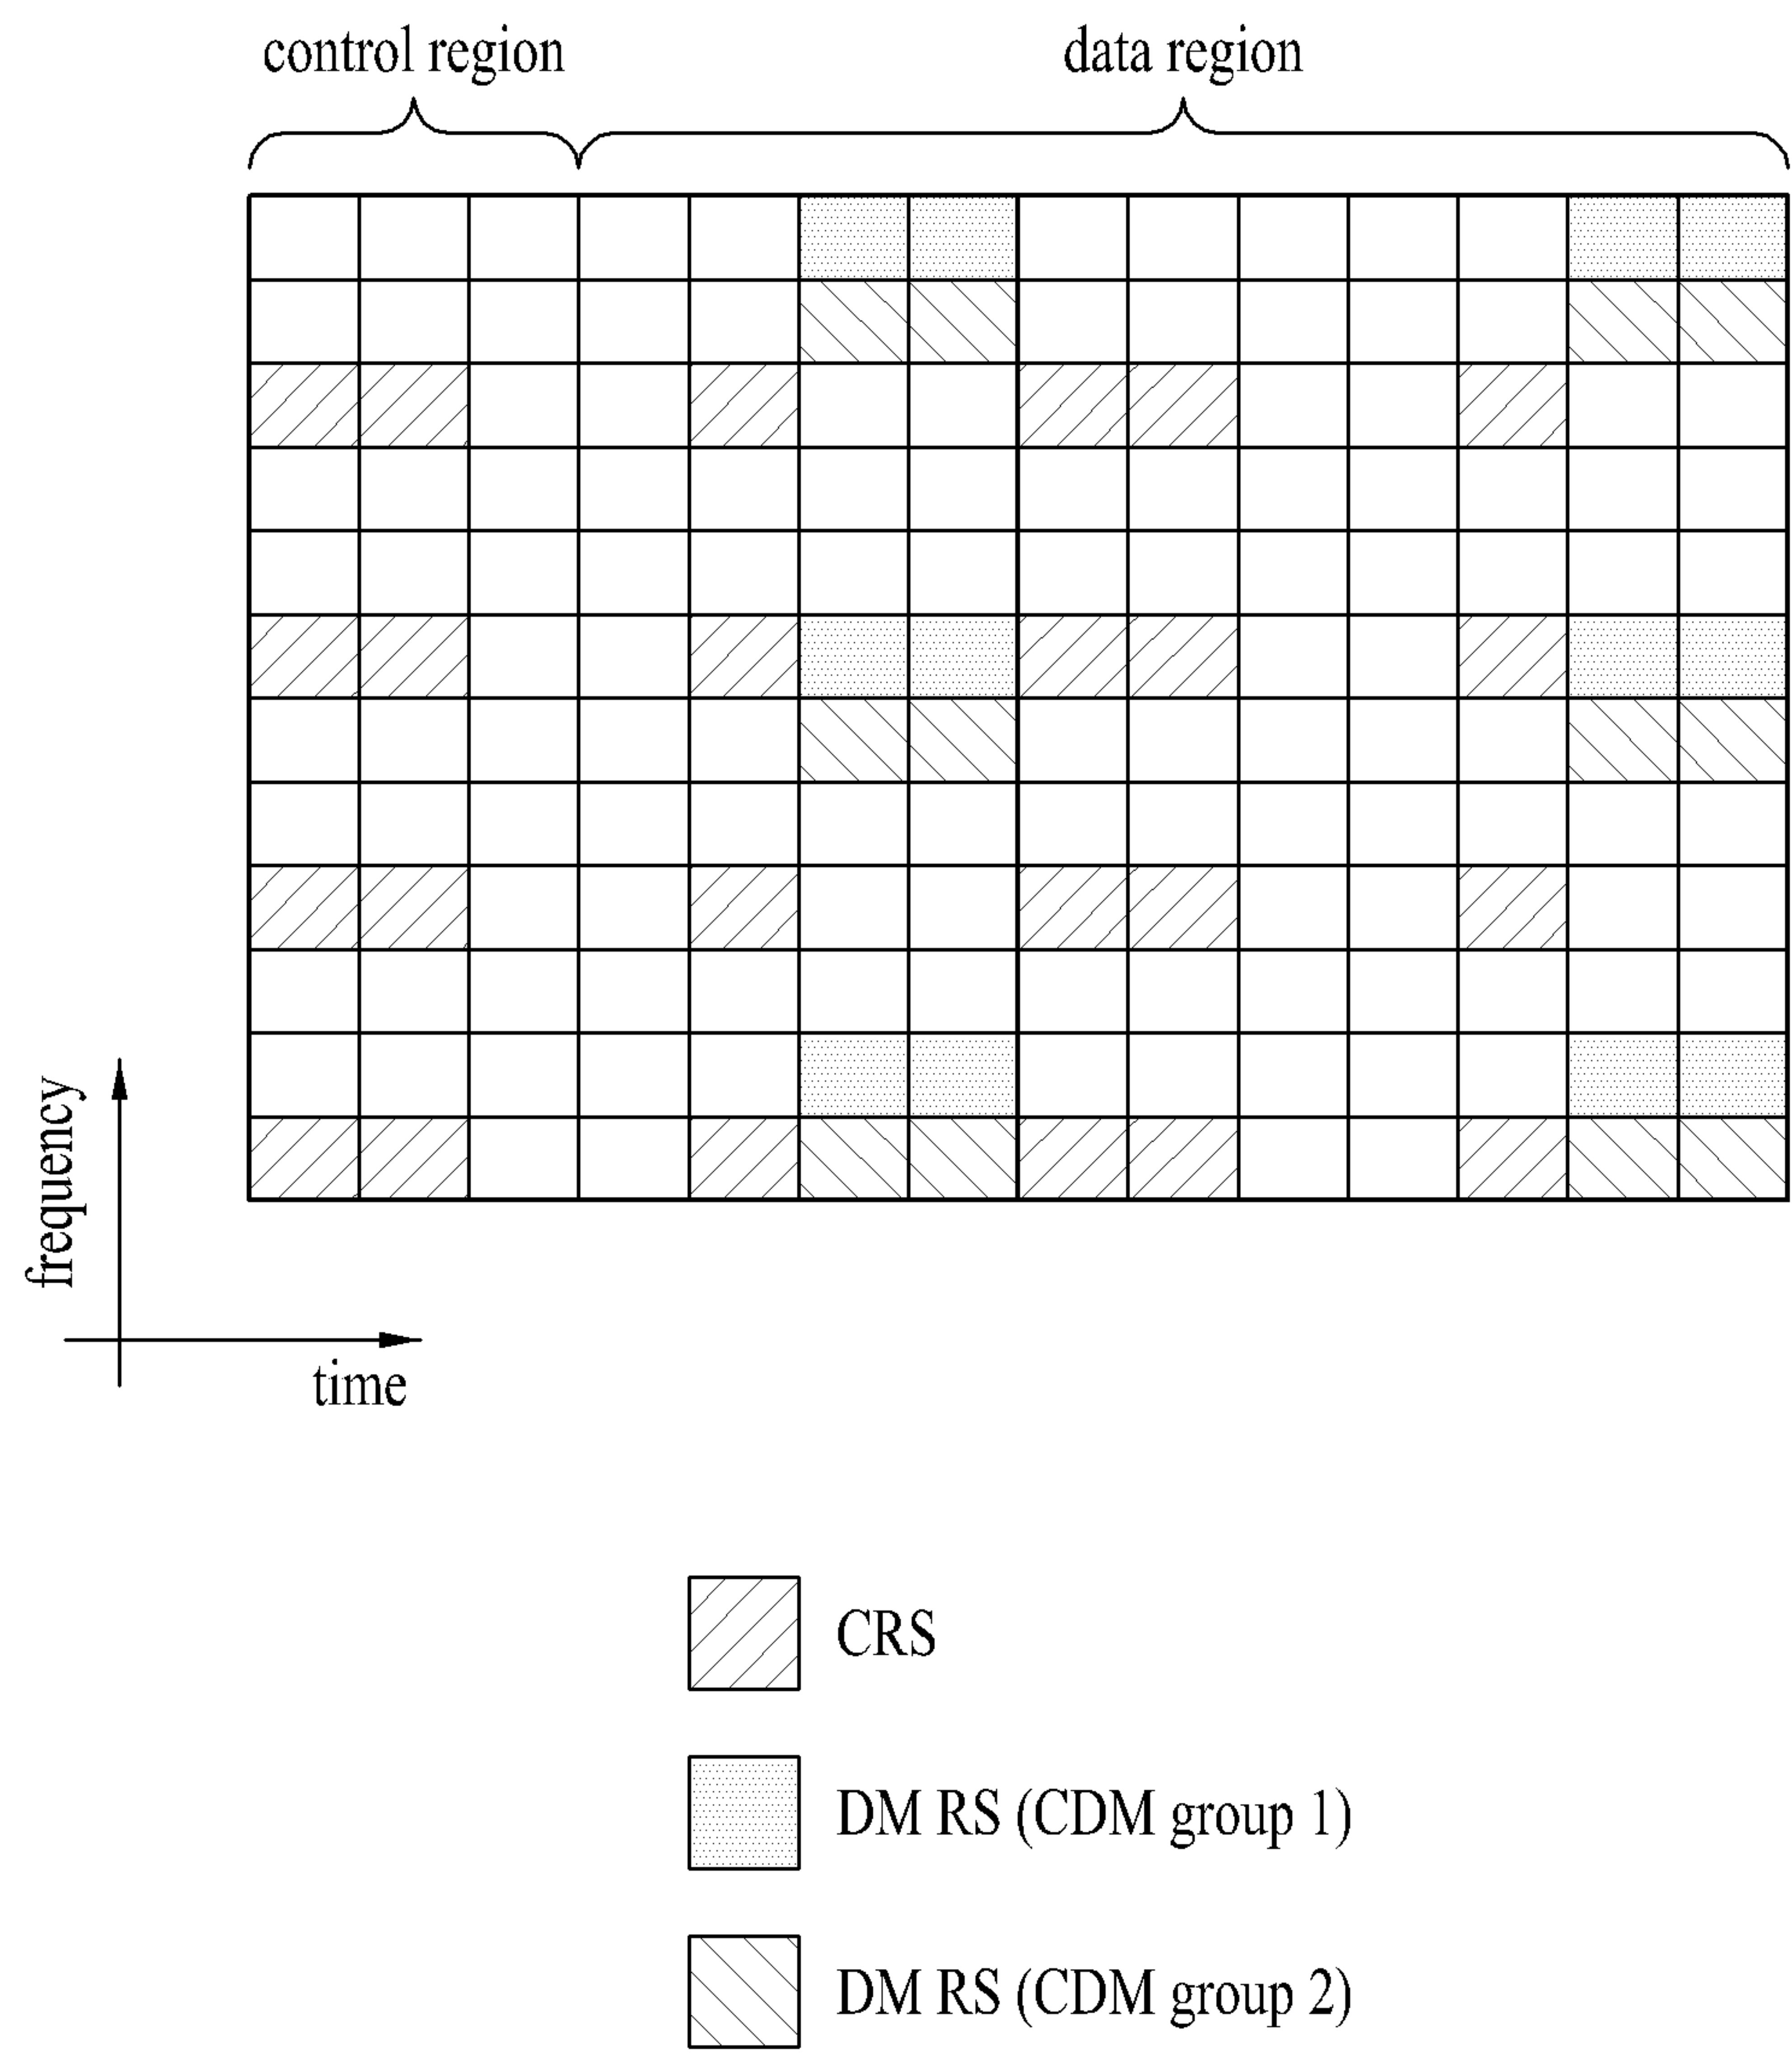 control region
data region
frequency
time
CRS
DM RS (CDM group 1)
DM RS (CDM group 2)